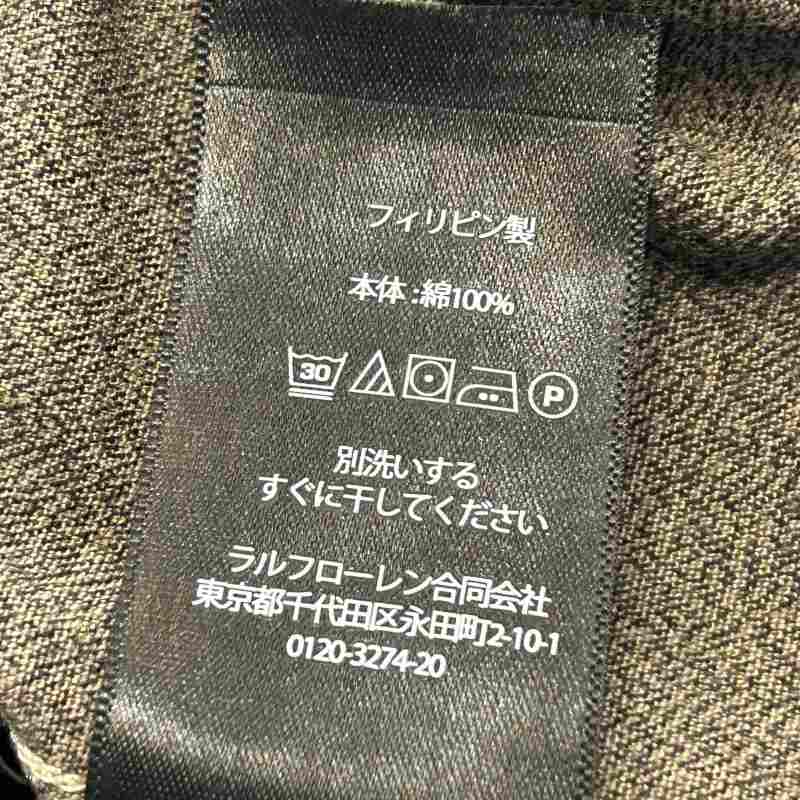 フィリピン製
本体:綿100%
30 P
別洗いする
すぐに干してください
ラルフローレン合同会社
東京都千代田区永田町2-10-1
0120-3274-20